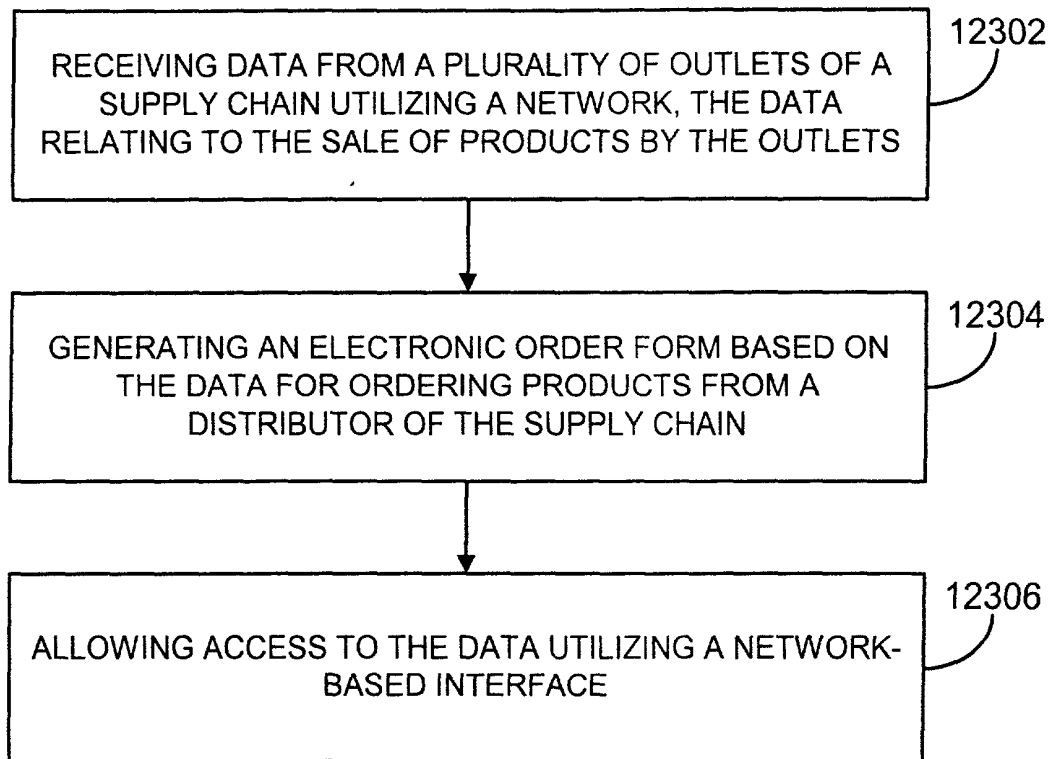 12302
RECEIVING DATA FROM A PLURALITY OF OUTLETS OF A
SUPPLY CHAIN UTILIZING A NETWORK, THE DATA
RELATING TO THE SALE OF PRODUCTS BY THE OUTLETS
12304
GENERATING AN ELECTRONIC ORDER FORM BASED ON
THE DATA FOR ORDERING PRODUCTS FROM A
DISTRIBUTOR OF THE SUPPLY CHAIN
12306
ALLOWING ACCESS TO THE DATA UTILIZING A NETWORK-
BASED INTERFACE